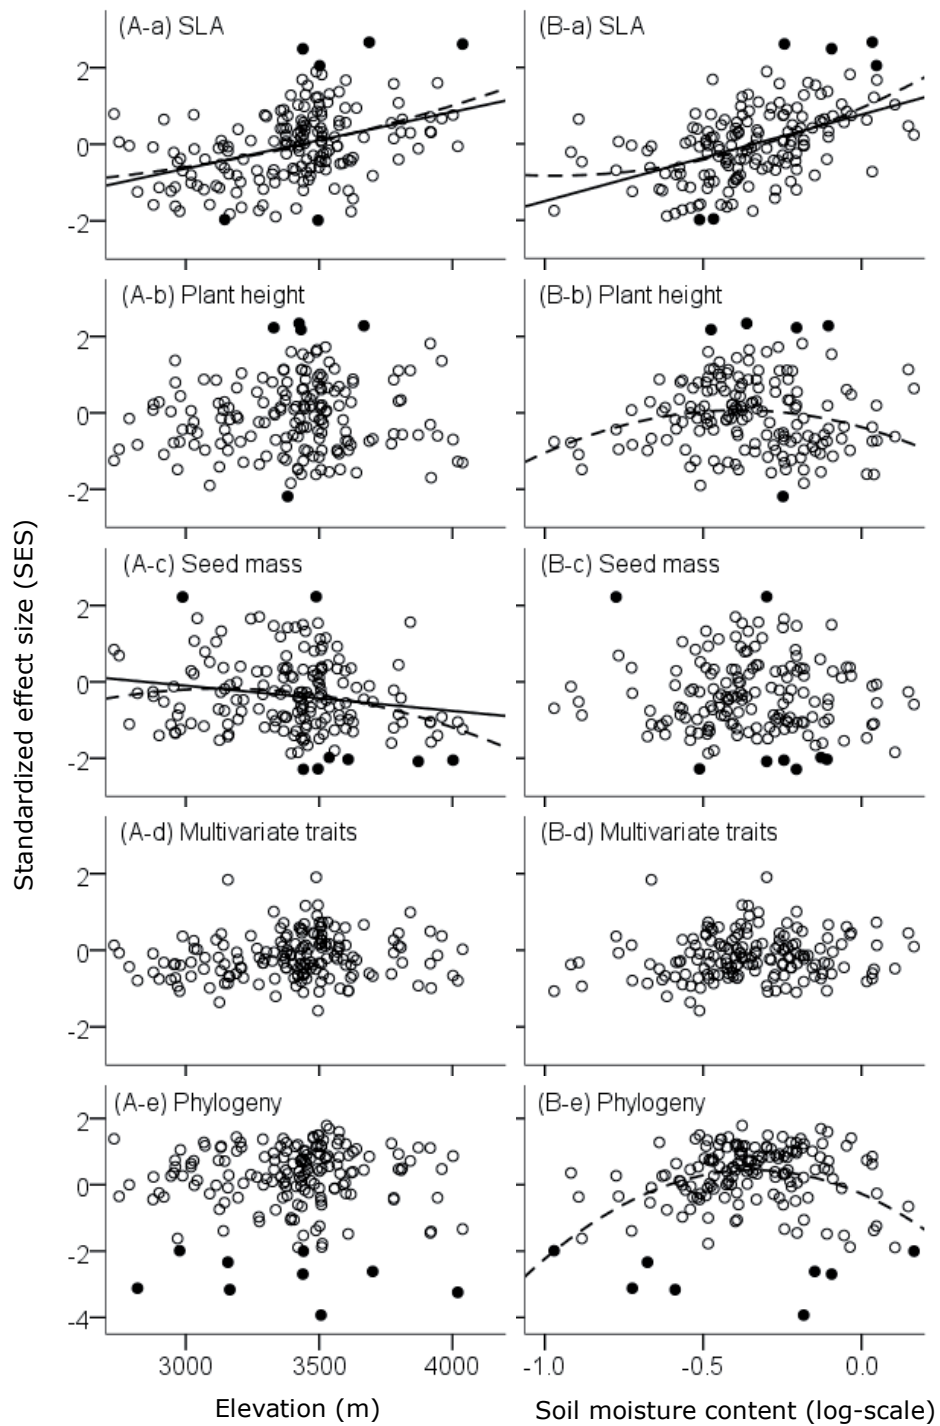 (A-a) SLA
(B-a) SLA
2
0
-2
(A-b) Plant height
(B-b) Plant height
2
0
-2
(A-c) Seed mass
(B-c) Seed mass
2
0
-2
(A-d) Multivariate traits
(B-d) Multivariate traits
2
0
-2
(A-e) Phylogeny
(B-e) Phylogeny
2
0
-2
-4
Standardized effect size (SES)
3000 3500 4000
-1.0 -0.5 0.0
Elevation (m)
Soil moisture content (log-scale)